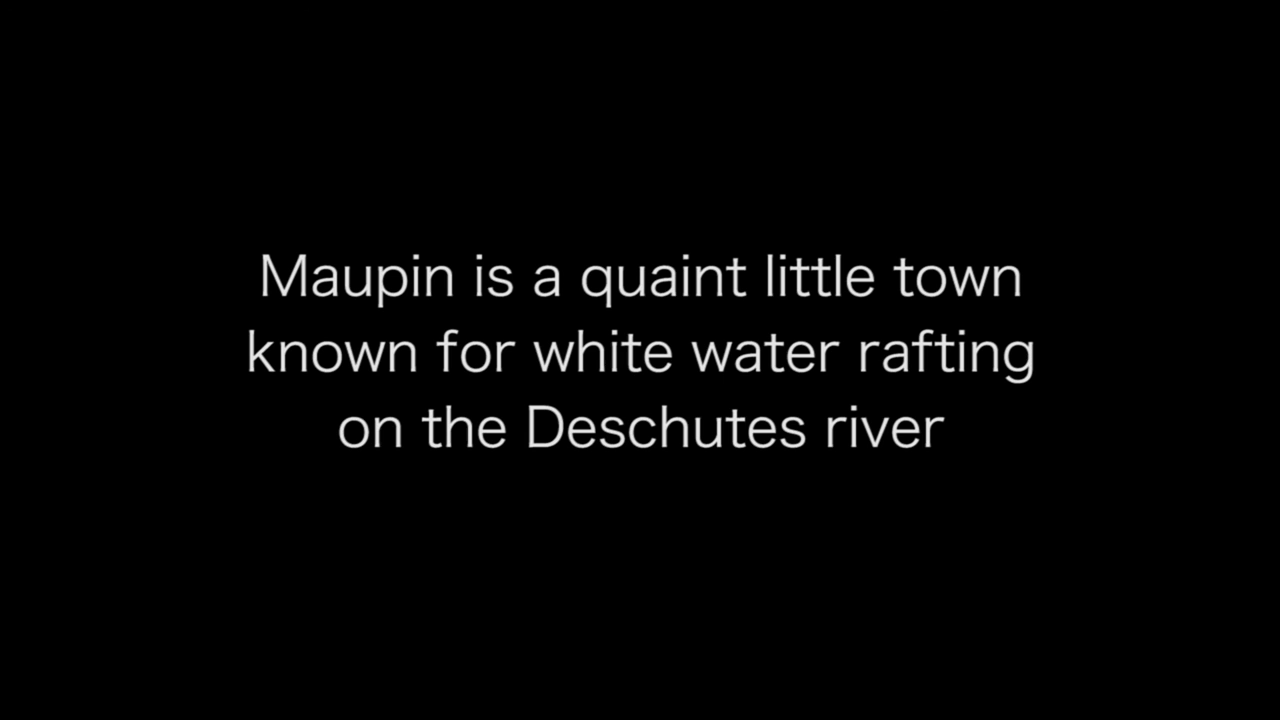 Maupin is a quaint little town
known for white water rafting
on the Deschutes river